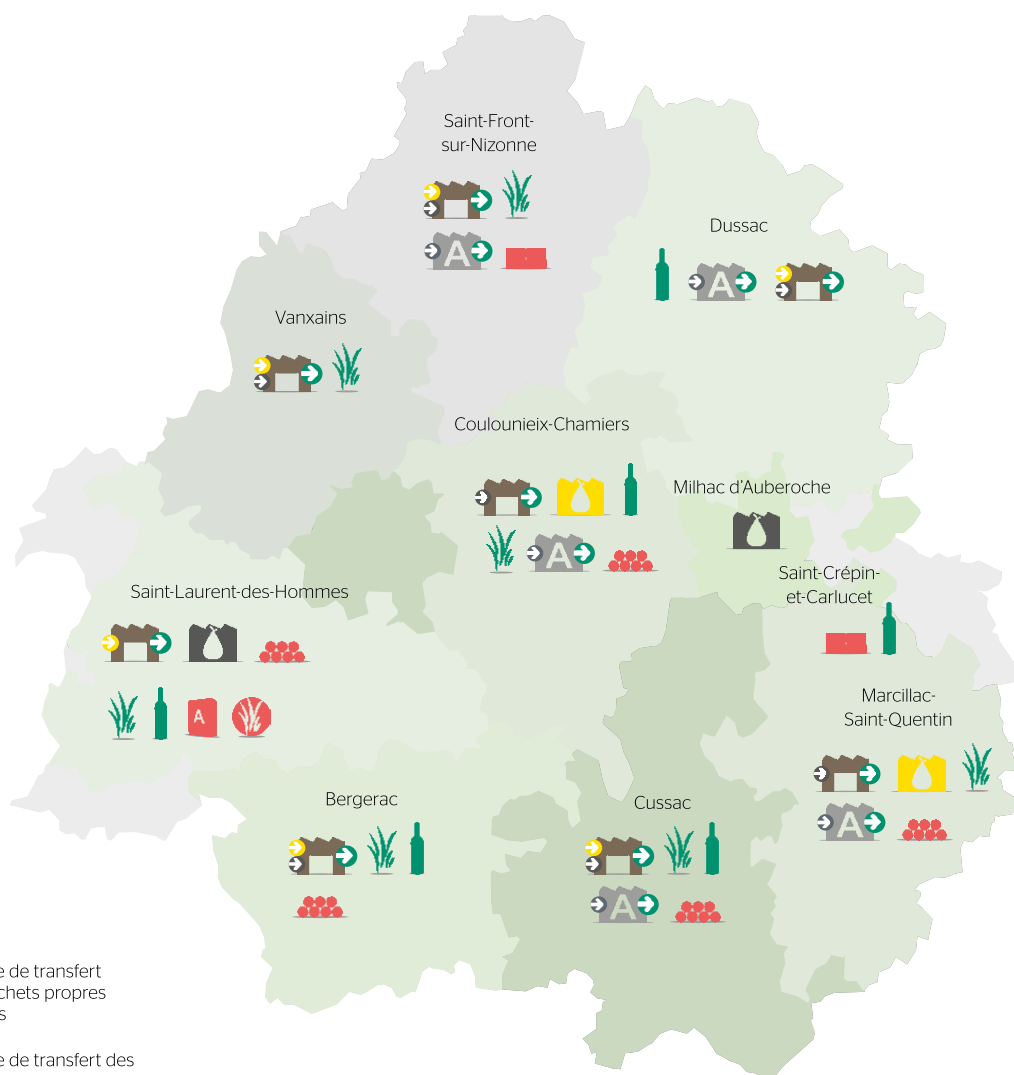 Saint-Front-
sur-Nizonne
Dussac
A
A
Vanxains
Coulounieix-Chamiers
Milhac d'Auberoche
A
Saint-Crépin-
et-Carlucet
Saint-Laurent-des-Hommes
A
Marcillac-
Saint-Quentin
Bergerac
Cussac
A
A
de transfert
propres
de transfert des